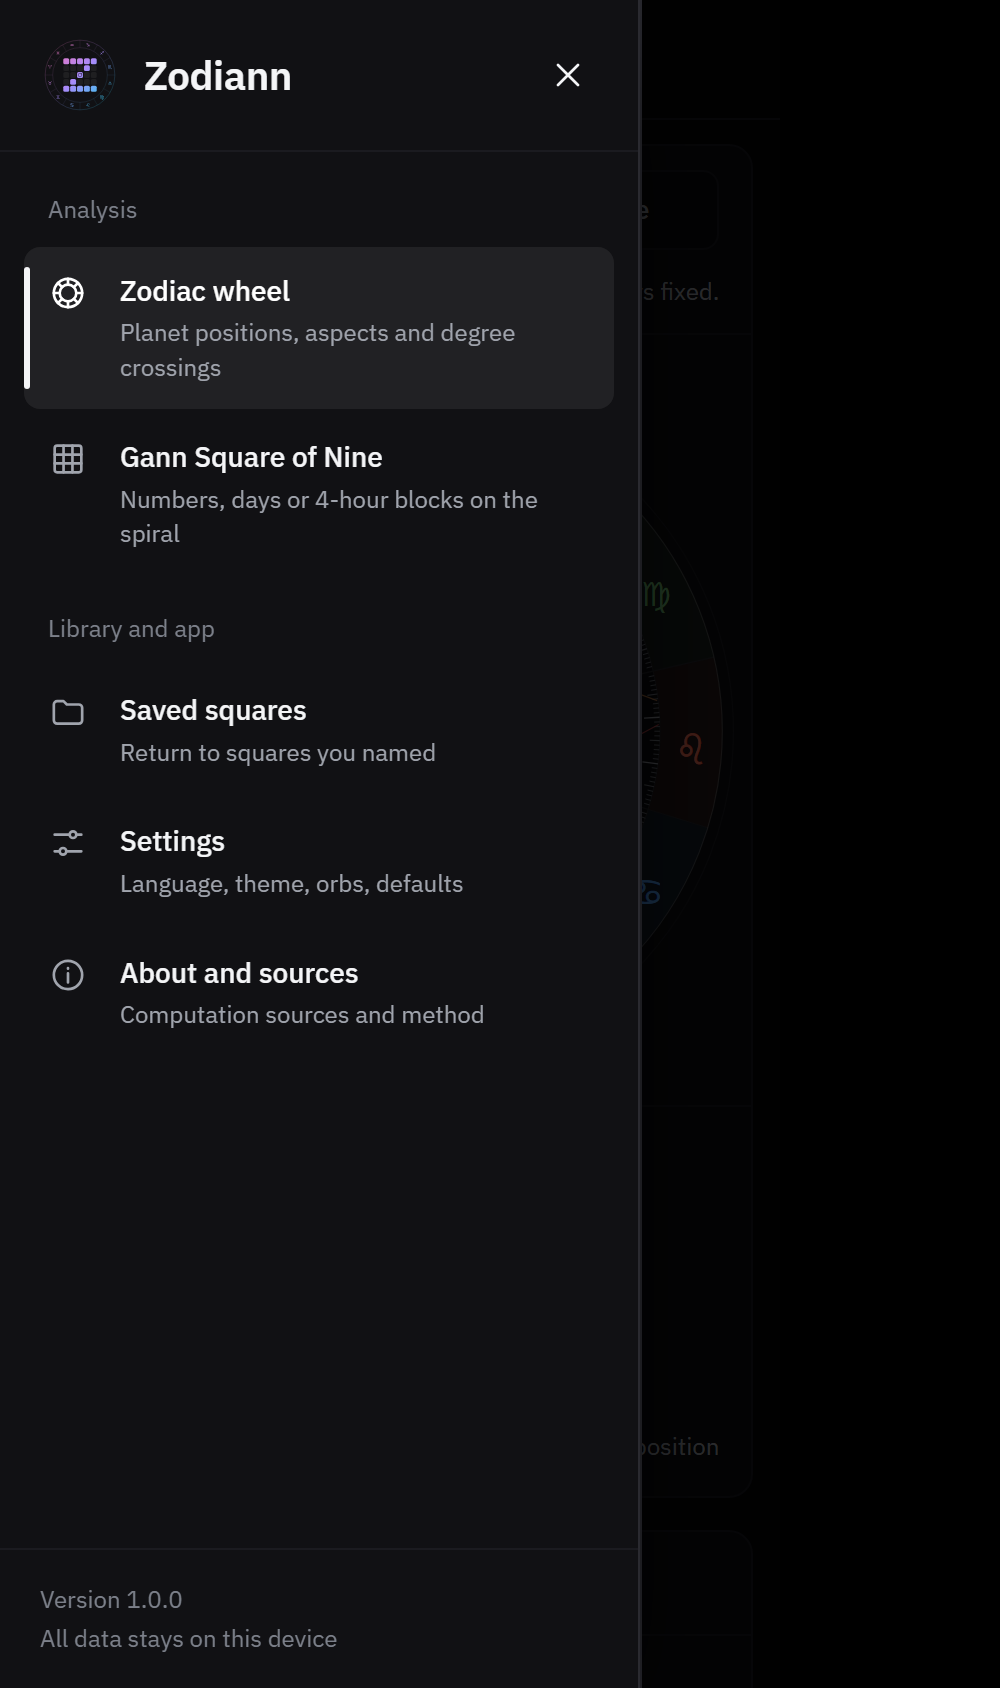 Zodiann
Analysis
Zodiac wheel
Planet positions, aspects and degree
crossings
Gann Square of Nine
Numbers, days or 4-hour blocks on the
spiral
Library and app
Saved squares
Return to squares you named
Settings
Language, theme, orbs, defaults
About and sources
Computation sources and method
Version 1.0.0
All data stays on this device
fixed.